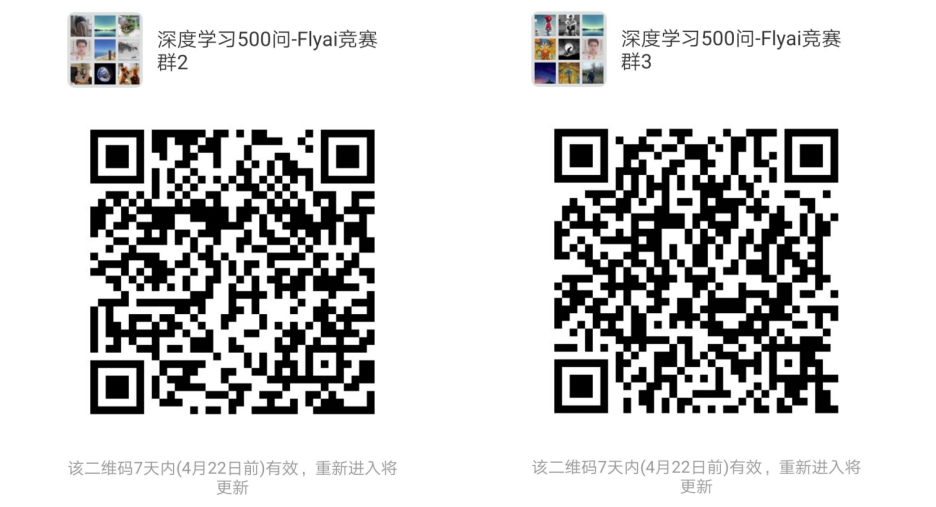 深度学习500问-Flyai竞赛
群2
该二维码7天内(4月22日前)有效，重新进入将
更新
深度学习500问-Flyai竞赛
群3
该二维码7天内(4月22日前)有效，重新进入将
更新